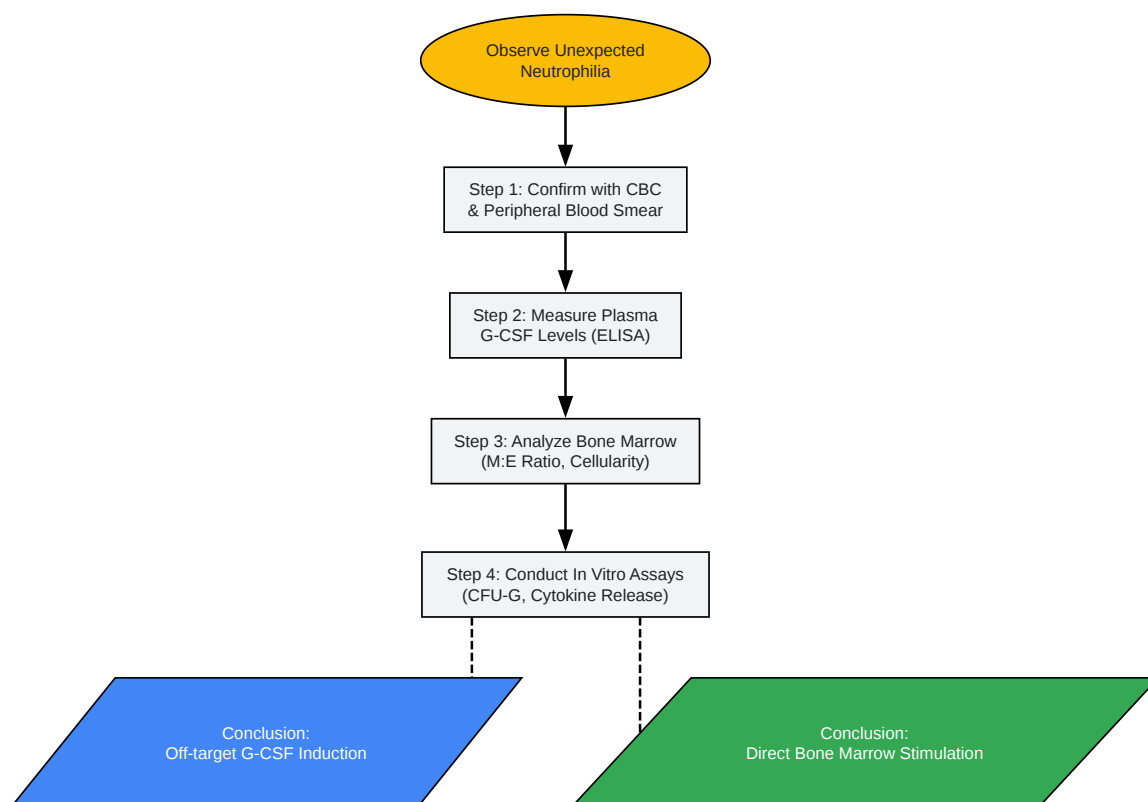 Observe Unexpected
Neutrophilia
Step 1: Confirm with CBC
& Peripheral Blood Smear
Step 2: Measure Plasma
G-CSF Levels (ELISA)
Step 3: Analyze Bone Marrow
(M:E Ratio, Cellularity)
Step 4: Conduct In Vitro Assays
(CFU-G, Cytokine Release)
Conclusion:
Off-target G-CSF Induction
Conclusion:
Direct Bone Marrow Stimulation